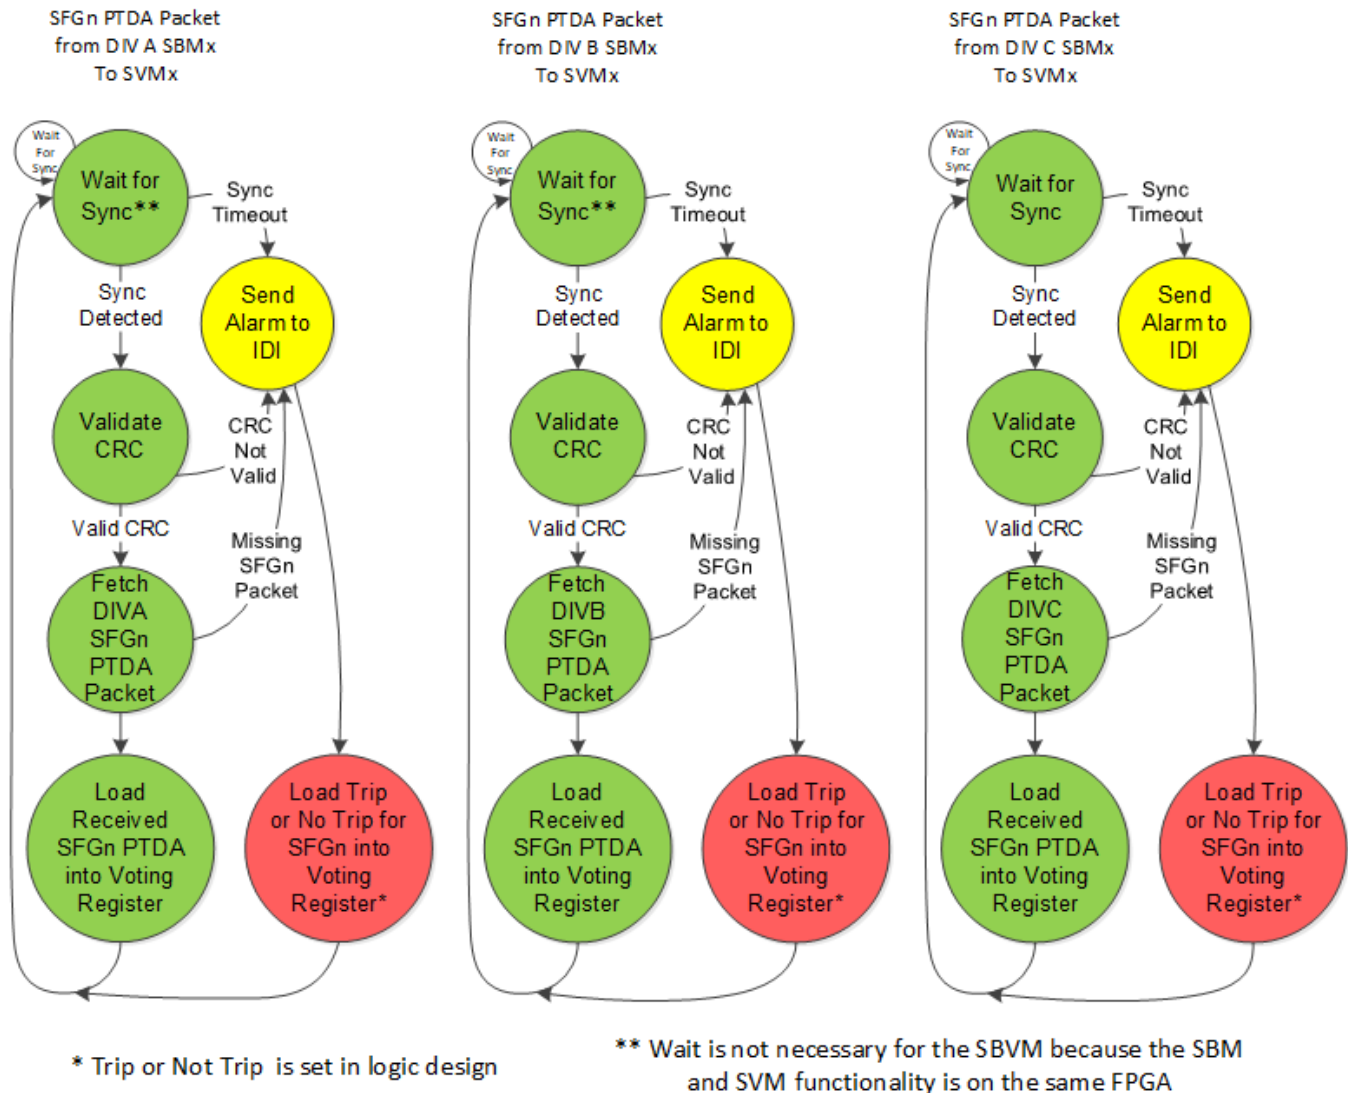 SFGn PTDA Packet
from DIV A SBMx
To SVMx
Wait
For
Sync
Wait for
Sync**
Sync
Timeout
Sync
Detected
Send
Alarm to
IDI
Validate
CRC
CRC
Not
Valid
Valid CRC
Missing
SFGn
Packet
Fetch
DIVA
SFGn
PTDA
Packet
Load
Received
SFGn PTDA
into Voting
Register
Load Trip
or No Trip for
SFGn into
Voting
Register*
SFGn PTDA Packet
from DIV B SBMx
To SVMx
Wait
For
Sync
Wait for
Sync**
Sync
Timeout
Sync
Detected
Send
Alarm to
IDI
Validate
CRC
CRC
Not
Valid
Valid CRC
Missing
SFGn
Packet
Fetch
DIVB
SFGn
PTDA
Packet
Load
Received
SFGn PTDA
into Voting
Register
Load Trip
or No Trip for
SFGn into
Voting
Register*
SFGn PTDA Packet
from DIV C SBMx
To SVMx
Wait
For
Sync
Wait for
Sync
Sync
Timeout
Sync
Detected
Send
Alarm to
IDI
Validate
CRC
CRC
Not
Valid
Valid CRC
Missing
SFGn
Packet
Fetch
DIVC
SFGn
PTDA
Packet
Load
Received
SFGn PTDA
into Voting
Register
Load Trip
or No Trip for
SFGn into
Voting
Register*
* Trip or Not Trip is set in logic design
** Wait is not necessary for the SBVM because the SBM
and SVM functionality is on the same FPGA